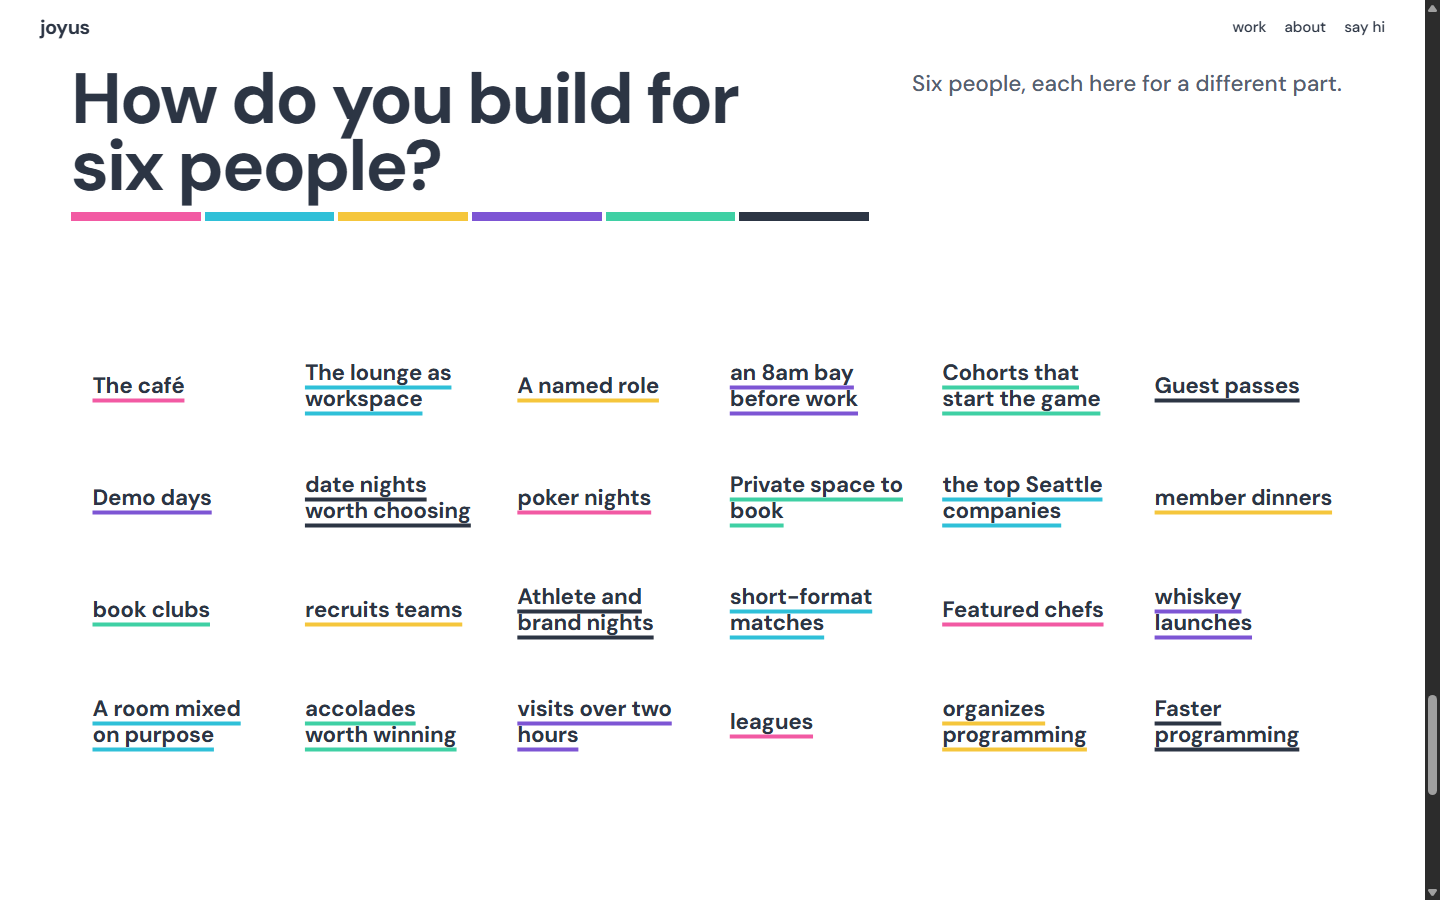 joyus
work about say hi
How do you build for
six people?
Six people, each here for a different part.
The café
The lounge as
workspace
A named role
an 8am bay
before work
Cohorts that
start the game
Guest passes
Demo days
date nights
worth choosing
poker nights
Private space to
book
the top Seattle
companies
member dinners
book clubs
recruits teams
Athlete and
brand nights
short-format
matches
Featured chefs
whiskey
launches
A room mixed
on purpose
accolades
worth winning
visits over two
hours
leagues
organizes
programming
Faster
programming